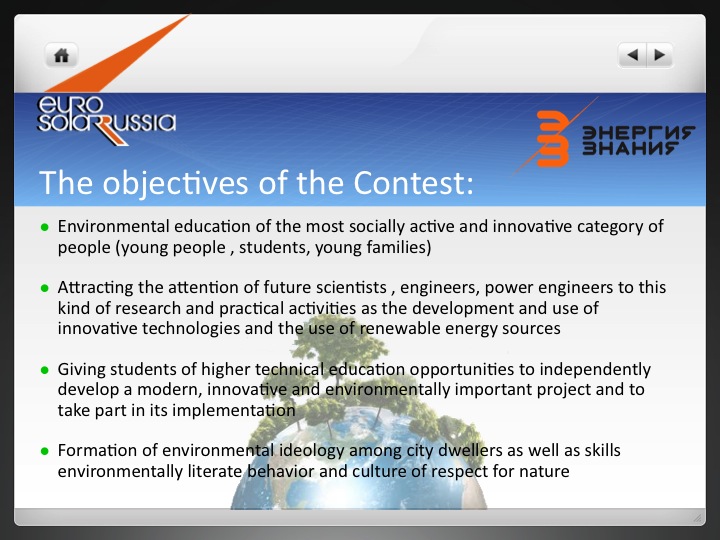 EURO
SOLARRUSSIA
ЭНЕРГИЯ
ЗНАНИЯ
The objectives of the Contest:
Environmental education of the most socially active and innovative category of
people (young people , students, young families)
Attracting the attention of future scientists , engineers, power engineers to this
kind of research and practical activities as the development and use of
innovative technologies and the use of renewable energy sources
Giving students of higher technical education opportunities to independently
develop a modern, innovative and environmentally important project and to
take part in its implementation
Formation of environmental ideology among city dwellers as well as skills
environmentally literate behavior and culture of respect for nature